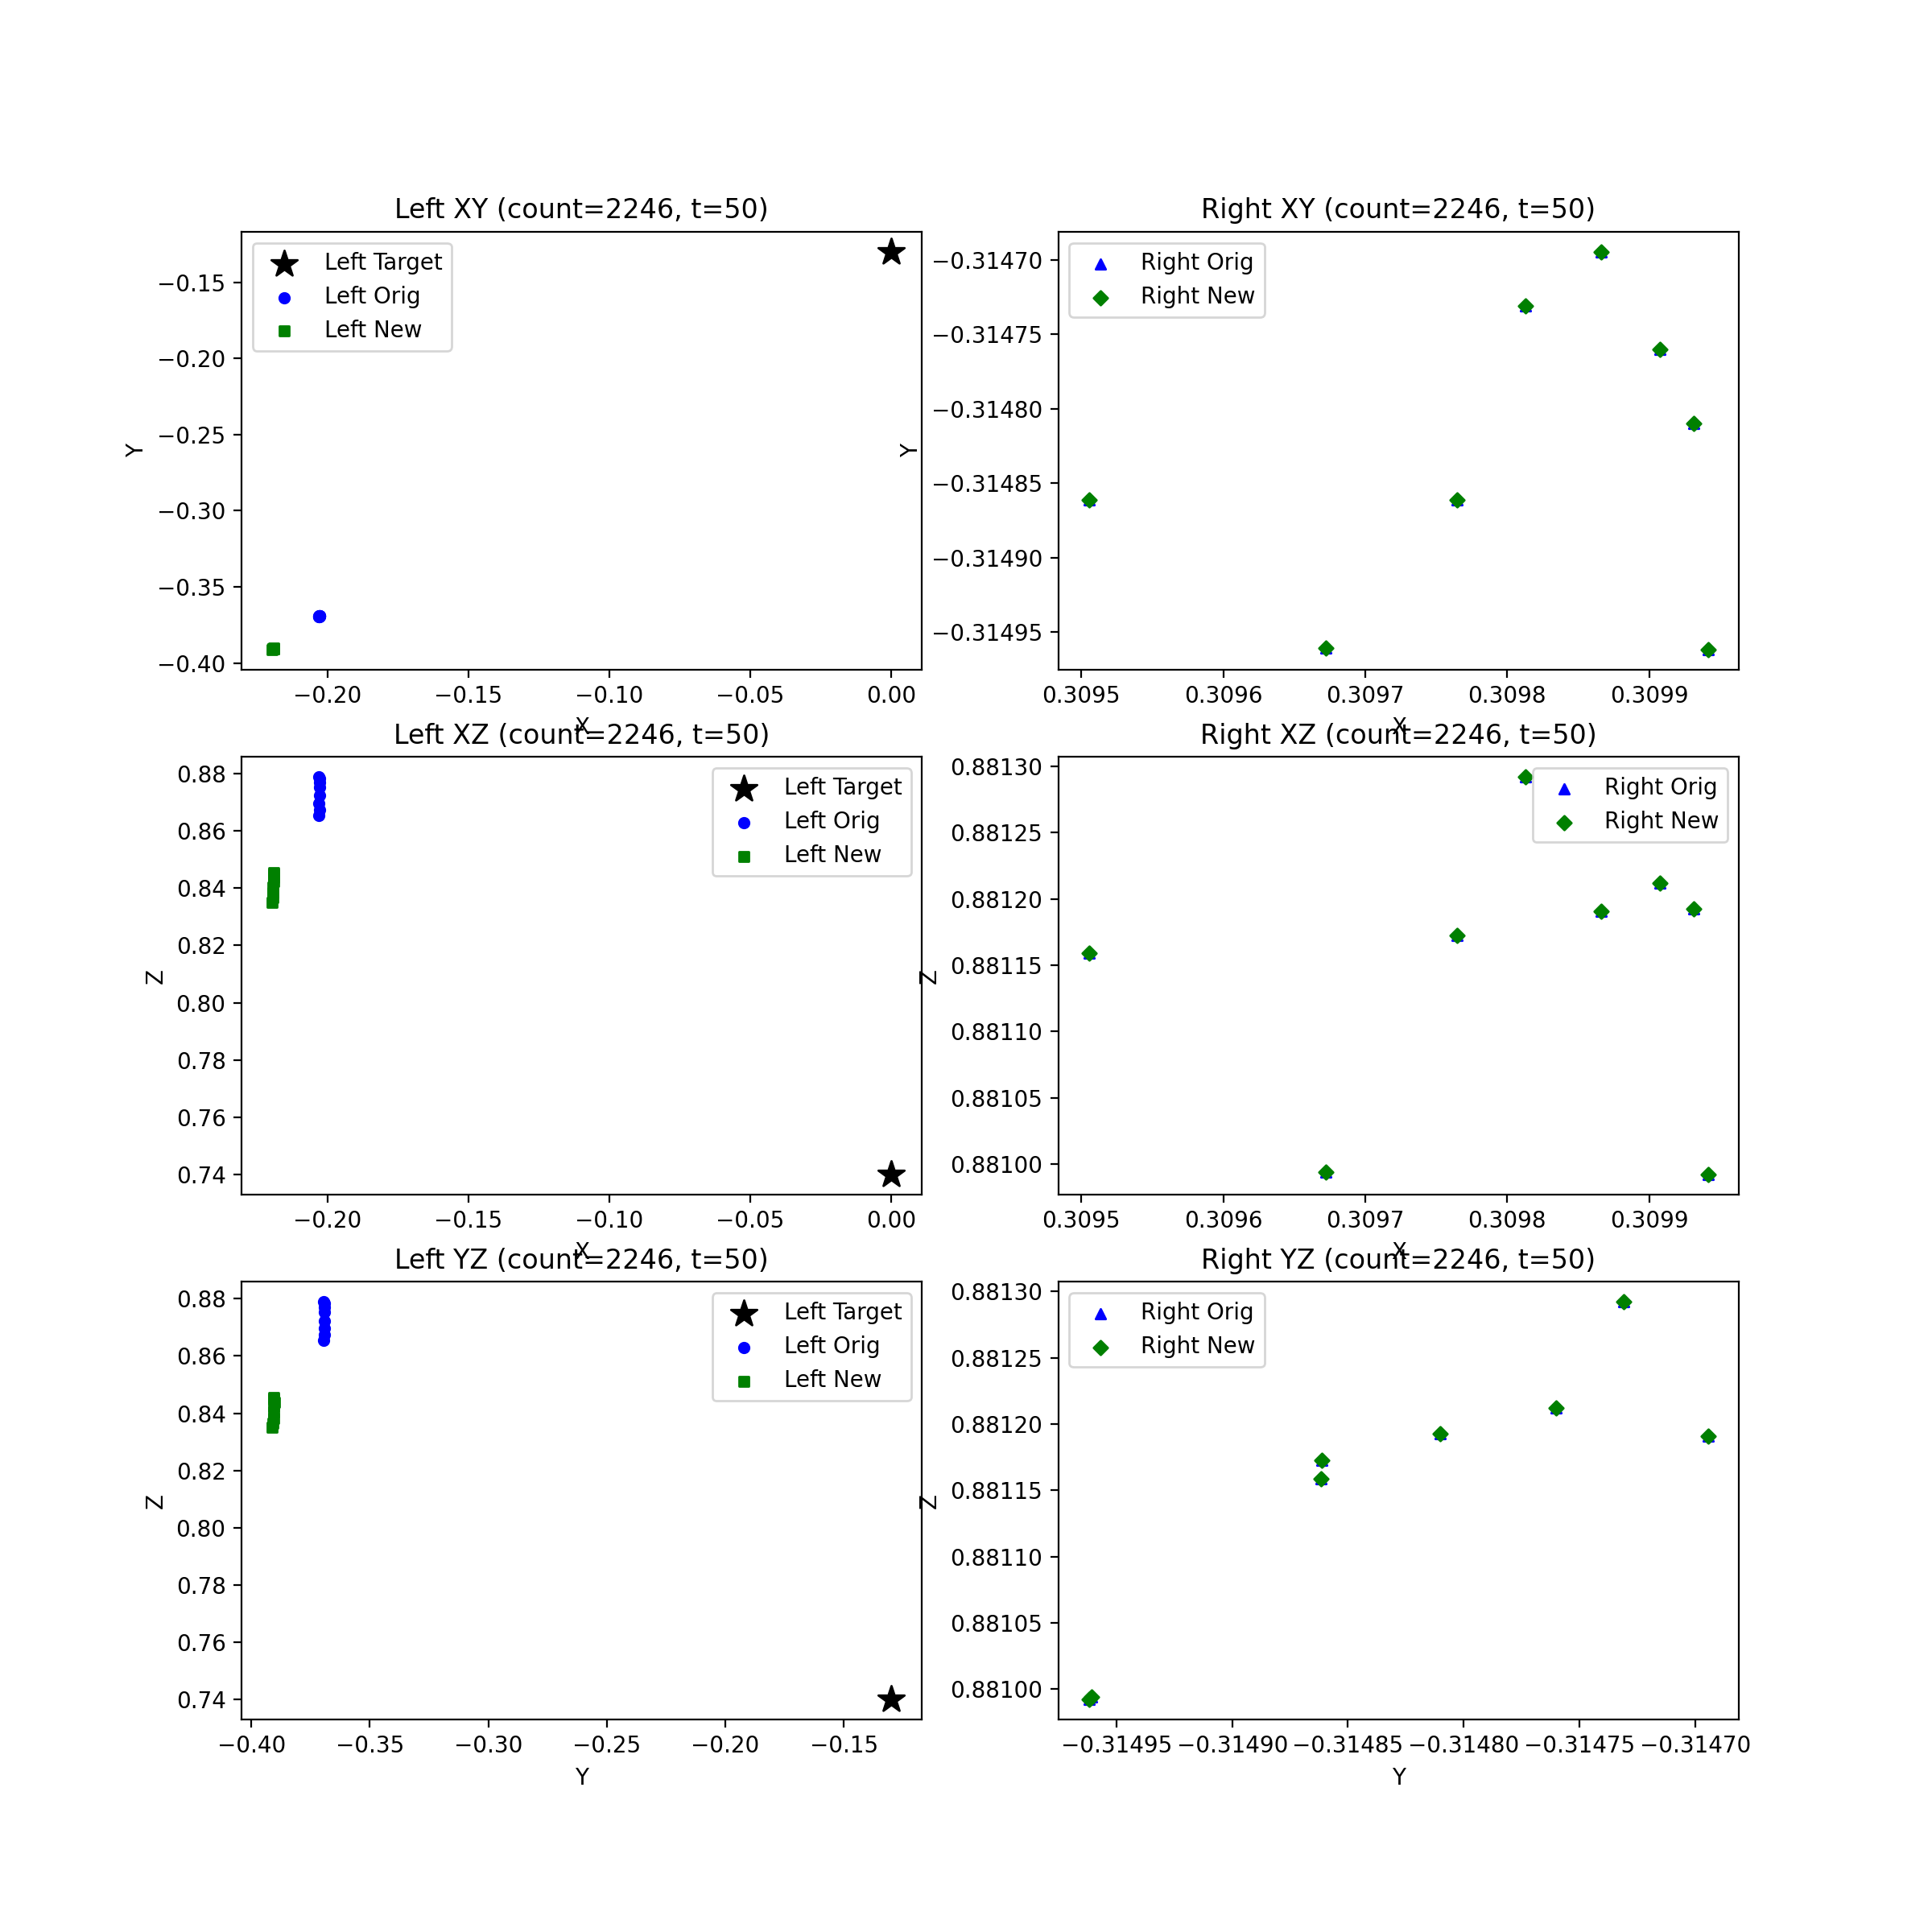 Left XY (count=2246, t=50)
Left Target
Left Orig
Left New
−0.15
−0.20
−0.25
−0.30
−0.35
−0.40
Y
−0.20
−0.15
−0.10
−0.05
0.00
X
Right XY (count=2246, t=50)
Right Orig
Right New
−0.31470
−0.31475
−0.31480
−0.31485
−0.31490
−0.31495
Y
0.3095
0.3096
0.3097
0.3098
0.3099
X
Left XZ (count=2246, t=50)
Left Target
Left Orig
Left New
0.88
0.86
0.84
0.82
0.80
0.78
0.76
0.74
Z
−0.20
−0.15
−0.10
−0.05
0.00
X
Right XZ (count=2246, t=50)
Right Orig
Right New
0.88130
0.88125
0.88120
0.88115
0.88110
0.88105
0.88100
Z
0.3095
0.3096
0.3097
0.3098
0.3099
X
Left YZ (count=2246, t=50)
Left Target
Left Orig
Left New
0.88
0.86
0.84
0.82
0.80
0.78
0.76
0.74
Z
−0.40
−0.35
−0.30
−0.25
−0.20
−0.15
Y
Right YZ (count=2246, t=50)
Right Orig
Right New
0.88130
0.88125
0.88120
0.88115
0.88110
0.88105
0.88100
Z
−0.31495
−0.31490
−0.31485
−0.31480
−0.31475
−0.31470
Y